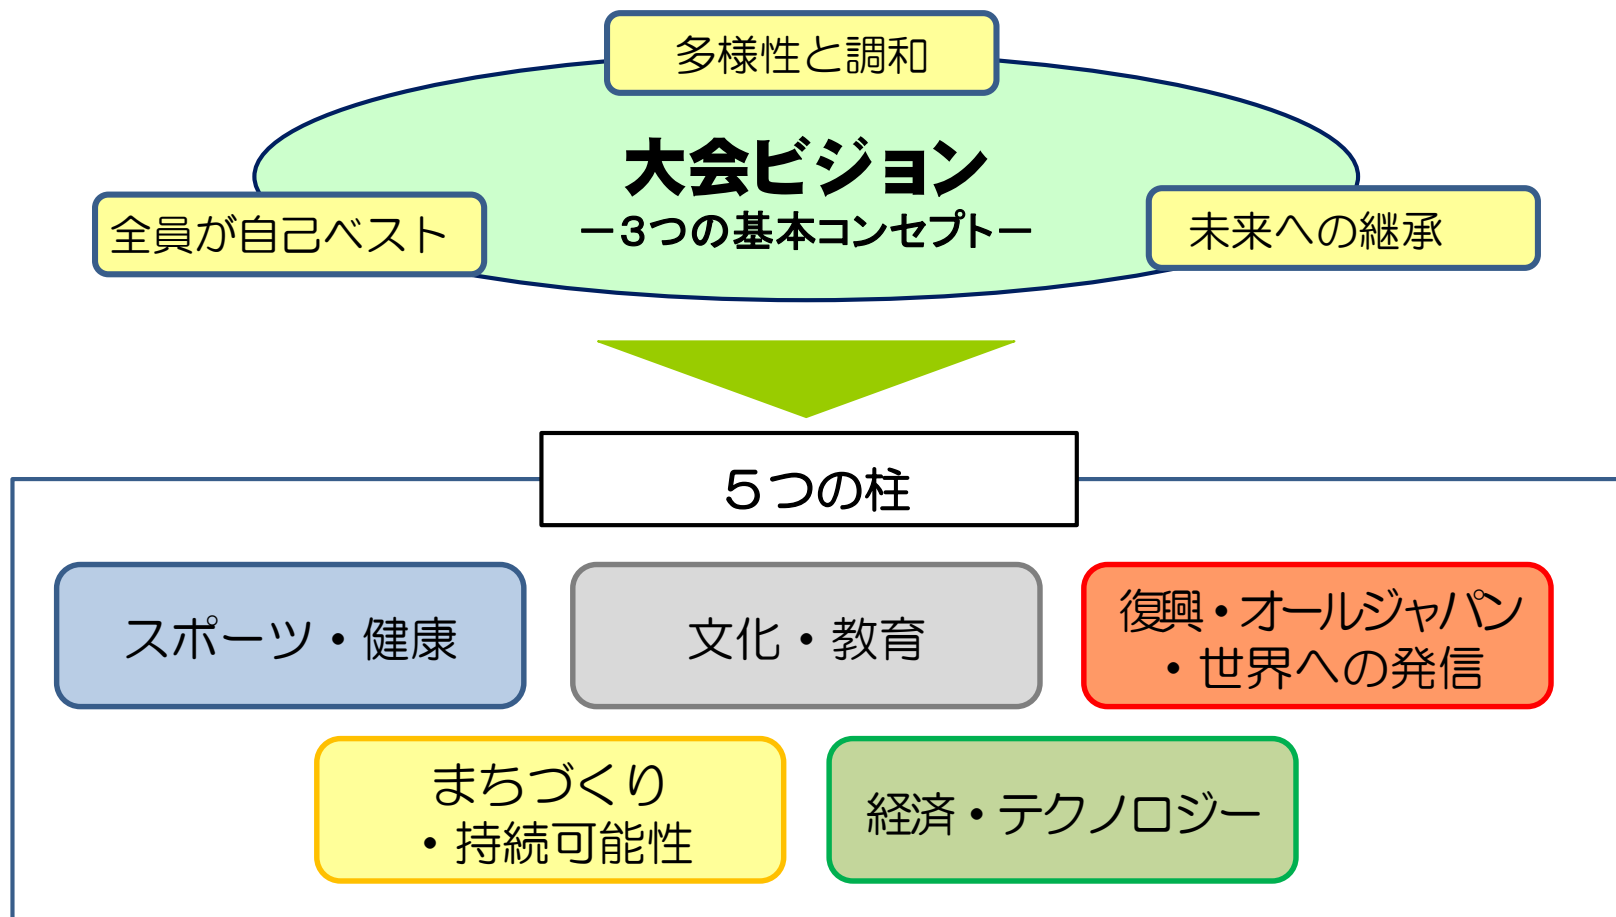 多様性と調和
大会ビジョン
－３つの基本コンセプト－
全員が自己ベスト
未来への継承
５つの柱
スポーツ・健康
文化・教育
復興・オールジャパン
・世界への発信
まちづくり
・持続可能性
経済・テクノロジー